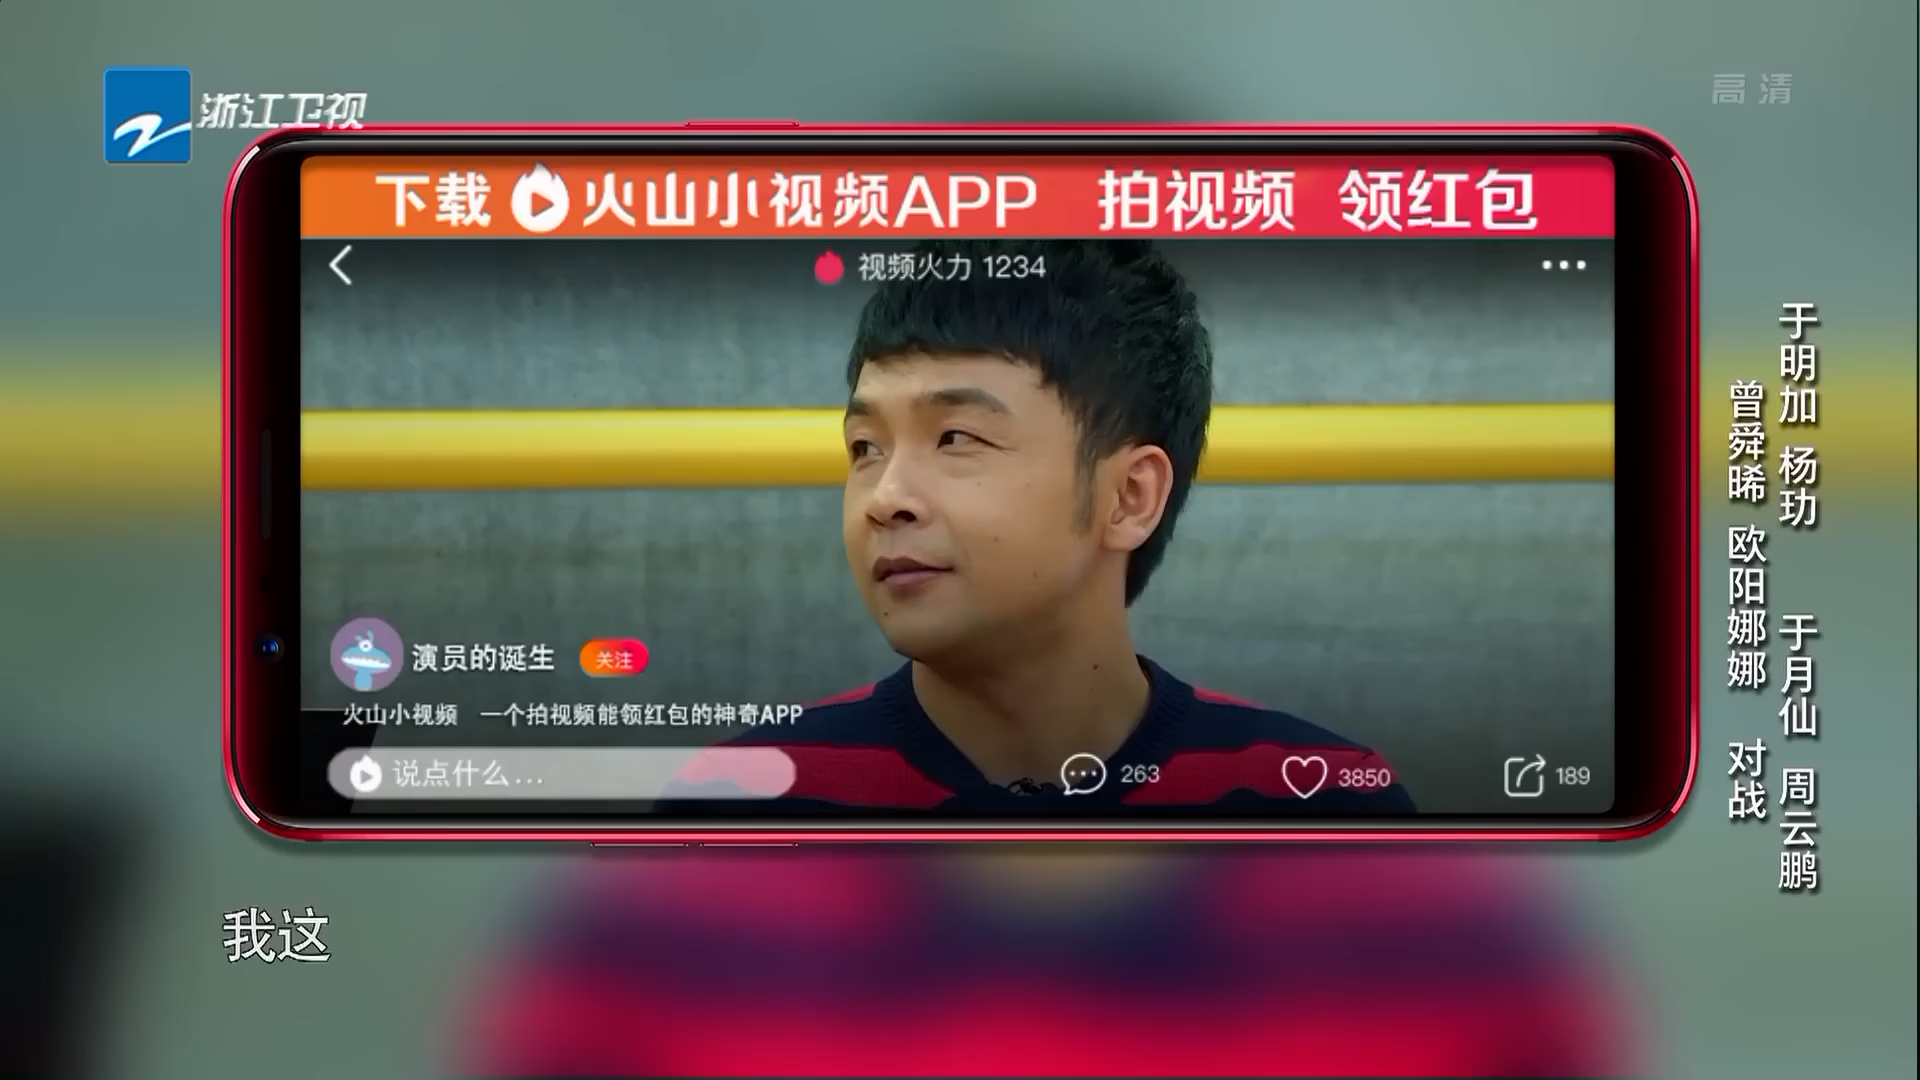 浙江卫视
高清
下载 火山小视频APP 拍视频 领红包
视频火力 1234
演员的诞生 关注
火山小视频 一个拍视频能领红包的神奇APP
说点什么...
263
3850
189
于明加 杨玏 于月仙 周云鹏
曾舜晞 欧阳娜娜 对战
我这